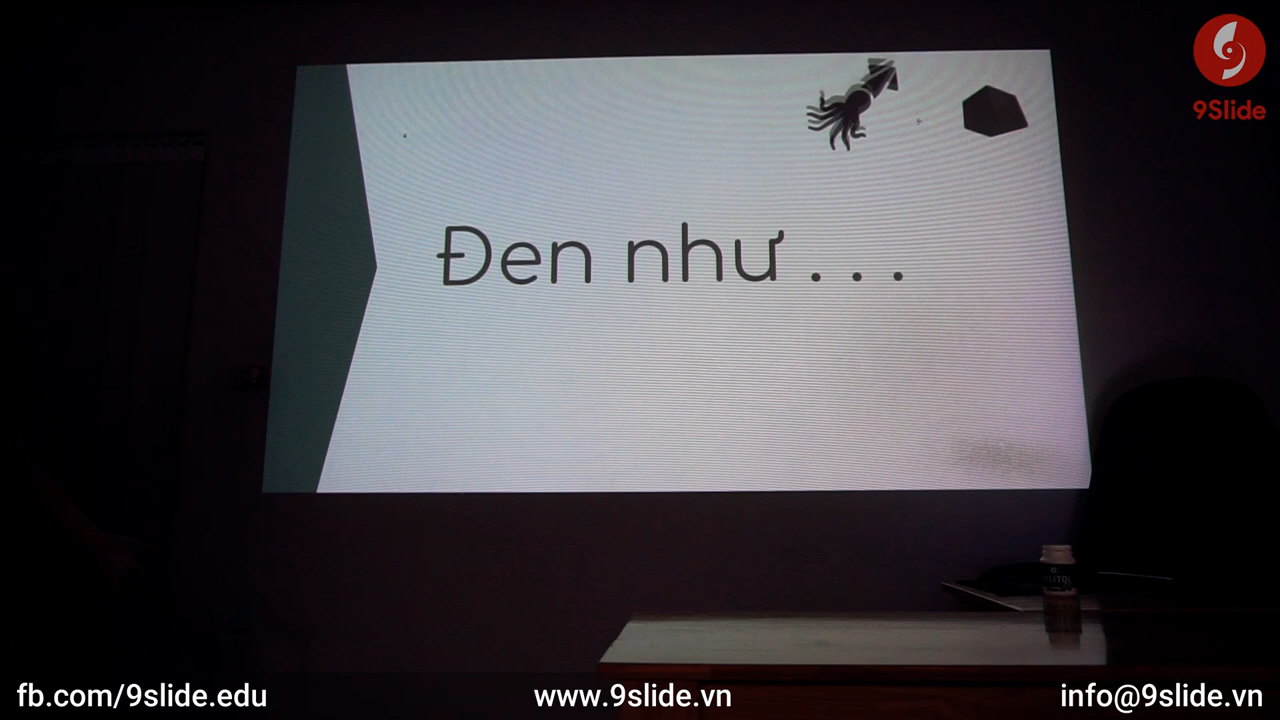 9Slide
Đen như . . .
fb.com/9slide.edu
www.9slide.vn
info@9slide.vn